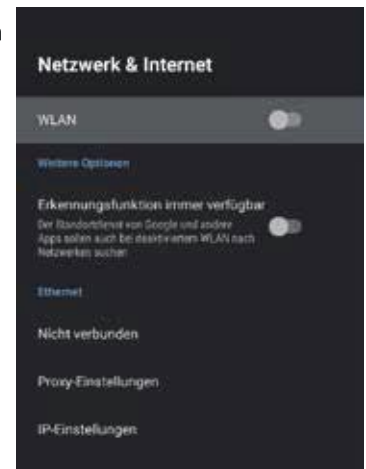 Netzwerk & Internet
WLAN
Weitere Optionen
Erkennungsfunktion immer verfügbar
Der Standortdienst von Google und andere
Apps sollen auch bei deaktiviertem WLAN nach
Netzwerken suchen
Ethernet
Nicht verbunden
Proxy-Einstellungen
IP-Einstellungen